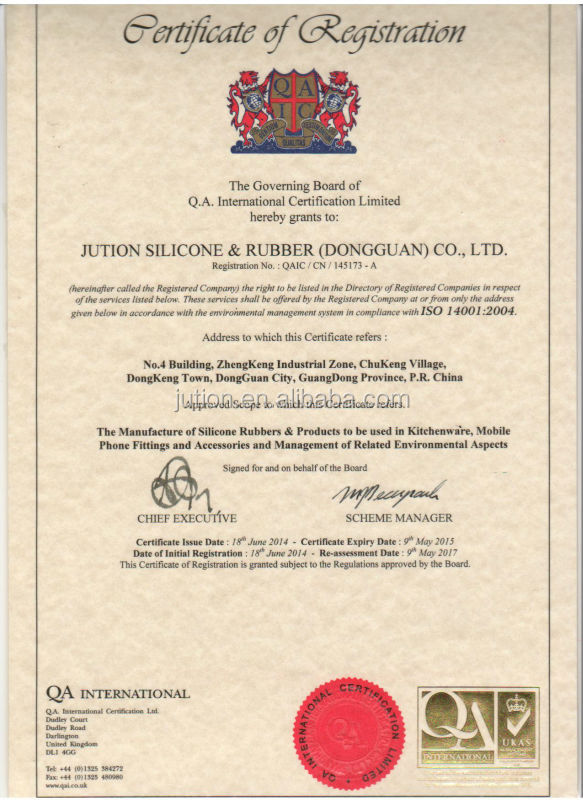 Certificate of Registration
Q A
I C
QUALITAS
The Governing Board of
Q.A. International Certification Limited
hereby grants to:
JUTION SILICONE & RUBBER (DONGGUAN) CO., LTD.
Registration No. : QAIC / CN / 145173 - A
(hereinafter called the Registered Company) the right to be listed in the Directory of Registered Companies in respect
of the services listed below. These services shall be offered by the Registered Company at or from only the address
given below in accordance with the environmental management system in compliance with ISO 14001:2004.
Address to which this Certificate refers :
No.4 Building, ZhengKeng Industrial Zone, ChuKeng Village,
DongKeng Town, DongGuan City, GuangDong Province, P.R. China
jution.en.alibaba.com
Approved Scope to which this Certificate refers.
The Manufacture of Silicone Rubbers & Products to be used in Kitchenware, Mobile
Phone Fittings and Accessories and Management of Related Environmental Aspects
Signed for and on behalf of the Board
CHIEF EXECUTIVE SCHEME MANAGER
Certificate Issue Date : 18th June 2014 - Certificate Expiry Date : 9th May 2015
Date of Initial Registration : 18th June 2014 - Re-assessment Date : 9th May 2017
This Certificate of Registration is granted subject to the Regulations approved by the Board.
QA INTERNATIONAL
Q.A. International Certification Ltd.
Dudley Court
Dudley Road
Darlington
United Kingdom
DL1 4GG
Tel: +44 (0)1325 384272
Fax: +44 (0)1325 480980
www.qai.co.uk
QA INTERNATIONAL CERTIFICATION LIMITED
QA
QA
INTERNATIONAL
UKAS